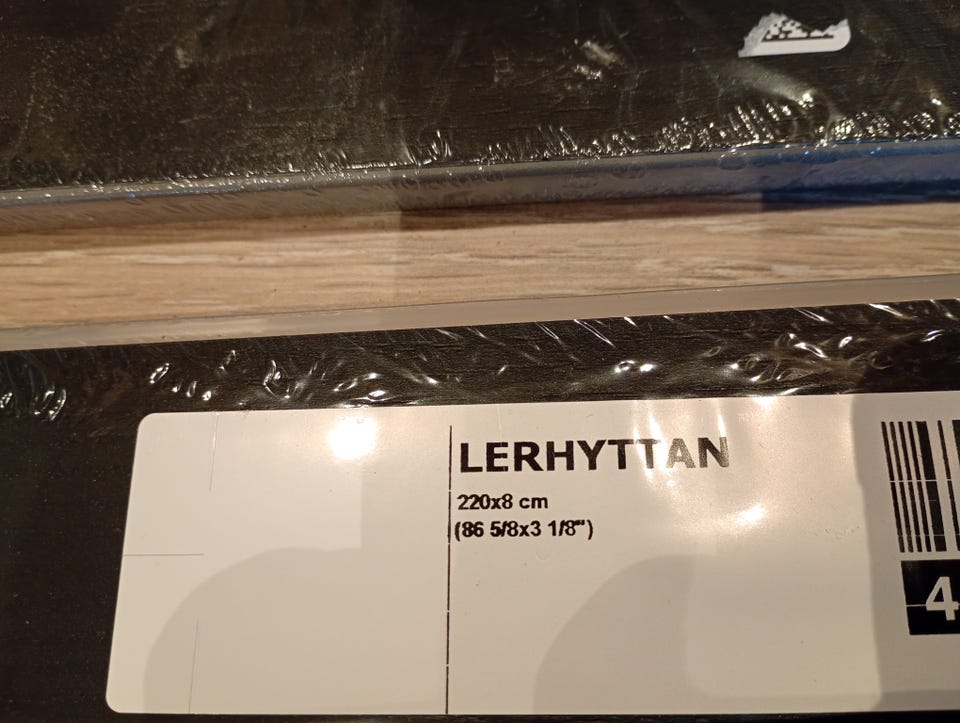 LERHYTTAN
220x8 cm
(86 5/8x3 1/8")
4